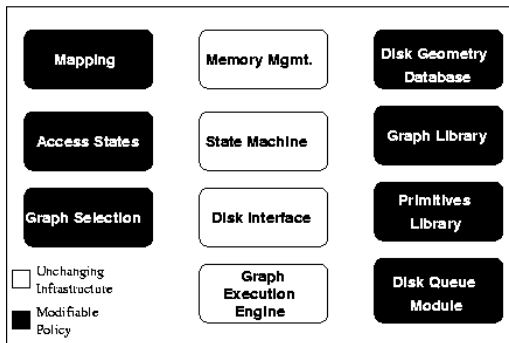 Mapping
Memory Mgmt.
Disk Geometry
Database
Access States
State Machine
Graph Library
Graph Selection
Disk Interface
Primitives
Library
Graph
Execution
Engine
Disk Queue
Module
Unchanging
Infrastructure
Modifiable
Policy